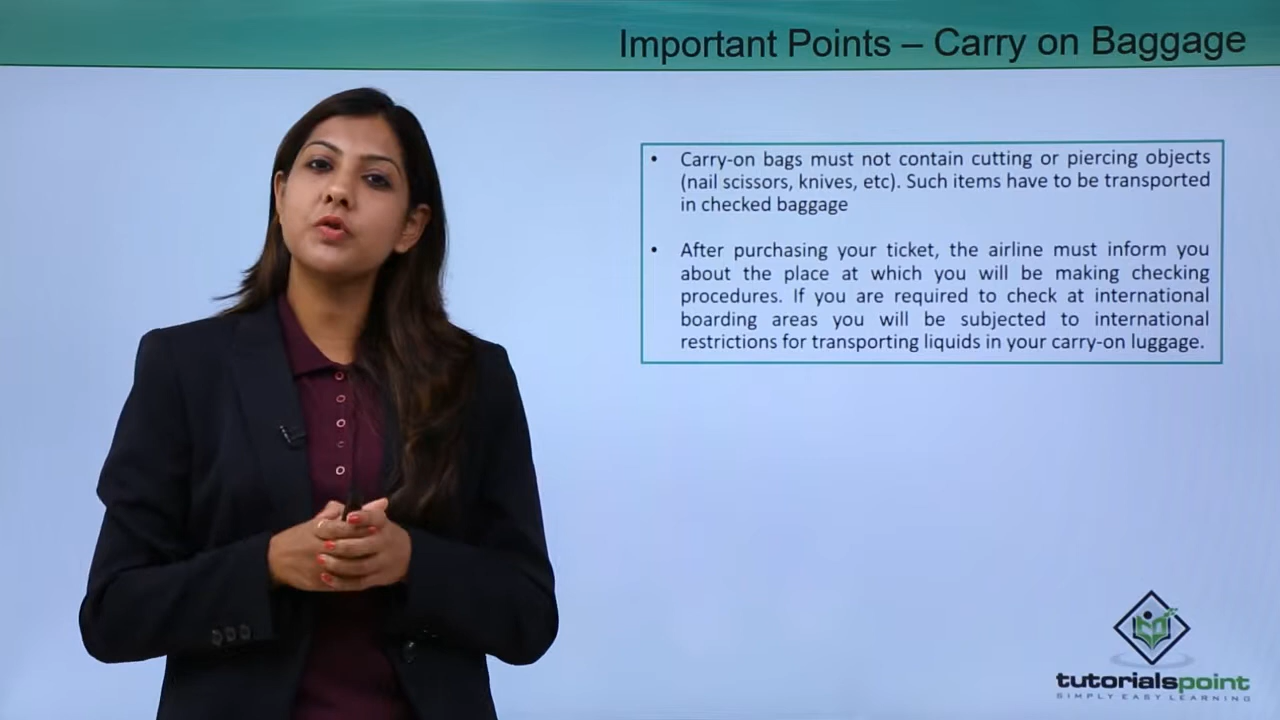 Important Points – Carry on Baggage
• Carry-on bags must not contain cutting or piercing objects
(nail scissors, knives, etc). Such items have to be transported
in checked baggage
• After purchasing your ticket, the airline must inform you
about the place at which you will be making checking
procedures. If you are required to check at international
boarding areas you will be subjected to international
restrictions for transporting liquids in your carry-on luggage.
tutorialspoint
SIMPLY EASY LEARNING